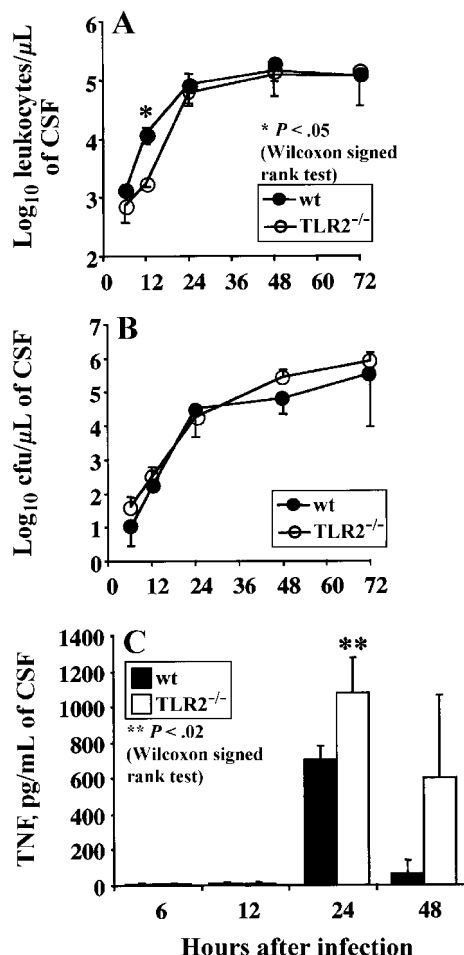 A
Log10 leukocytes/μL
of CSF
6
5
4
3
2
*
* P < .05
(Wilcoxon signed
rank test)
wt
TLR2−/−
0 12 24 36 48 60 72
B
Log10 cfu/μL of CSF
7
6
5
4
3
2
1
0
wt
TLR2−/−
0 12 24 36 48 60 72
C
TNF, pg/mL of CSF
1400
1200
1000
800
600
400
200
0
wt
TLR2−/−
** P < .02
(Wilcoxon signed
rank test)
**
6 12 24 48
Hours after infection